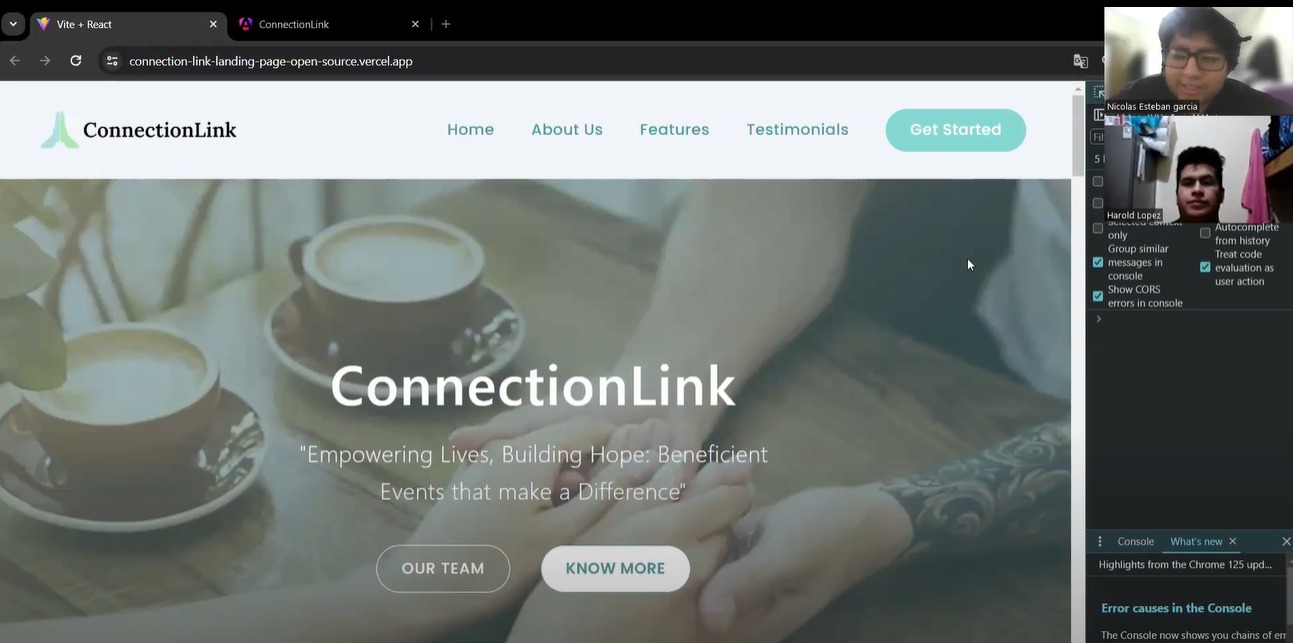 Vite + React
ConnectionLink
connection-link-landing-page-open-source.vercel.app
ConnectionLink
Home
About Us
Features
Testimonials
Get Started
ConnectionLink
"Empowering Lives, Building Hope: Beneficient
Events that make a Difference"
OUR TEAM
KNOW MORE
Nicolas Esteban garcia
Harold Lopez
5
only
Group similar
messages in
console
Show CORS
errors in console
Autocomplete
from history
Treat code
evaluation as
user action
Console
What's new
Highlights from the Chrome 125 upd...
Error causes in the Console
The Console now shows you chains of